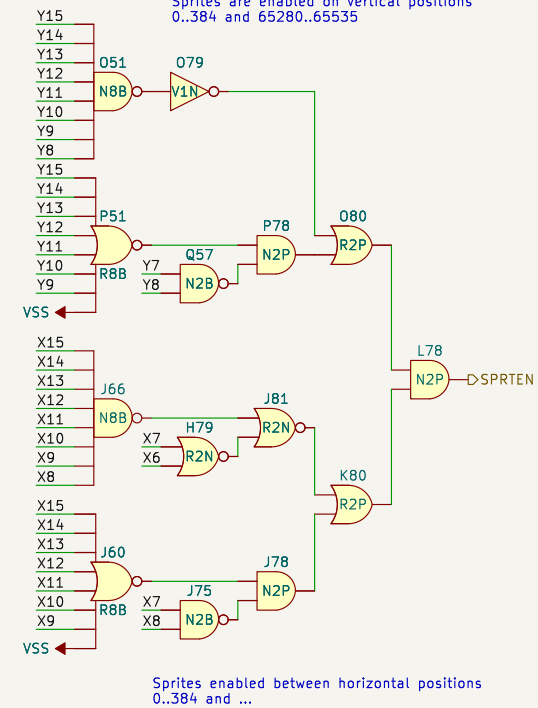 Sprites are enabled on vertical positions
0..384 and 65280..65535
Y15
Y14
Y13
Y12
Y11
Y10
Y9
Y8
O51
N8B
O79
V1N
Y15
Y14
Y13
Y12
Y11
Y10
Y9
VSS
P51
R8B
Y7
Y8
Q57
N2B
P78
N2P
O80
R2P
X15
X14
X13
X12
X11
X10
X9
X8
J66
N8B
X7
X6
H79
R2N
J81
R2N
L78
N2P
SPRTEN
K80
R2P
X15
X14
X13
X12
X11
X10
X9
VSS
J60
R8B
X7
X8
J75
N2B
J78
N2P
Sprites enabled between horizontal positions
0..384 and ...